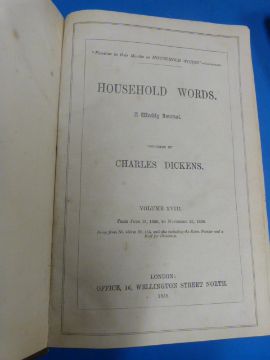 "Familiar in their Mouths as HOUSEHOLD WORDS."
HOUSEHOLD WORDS.
A Weekly Journal.
CONDUCTED BY
CHARLES DICKENS.
VOLUME XVIII.
From June 19, 1858, to November 13, 1858.
LONDON:
OFFICE, 16, WELLINGTON STREET NORTH.
1858.